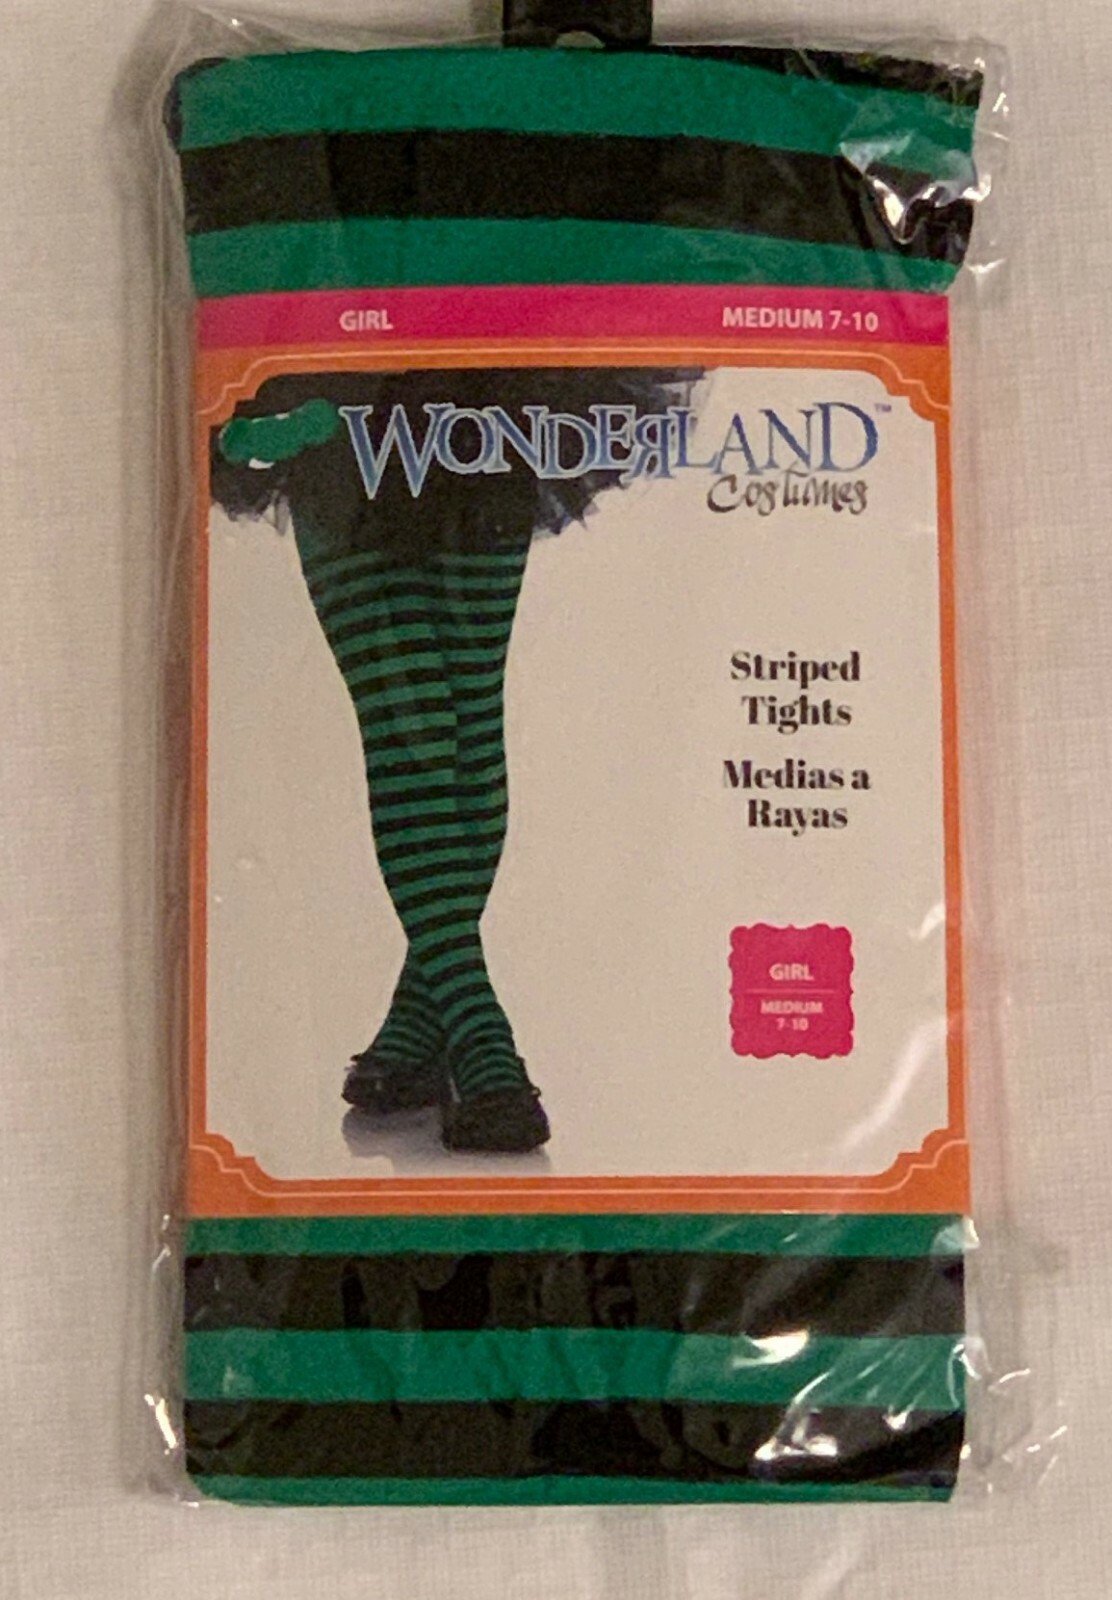 GIRL MEDIUM 7-10
WONDERLAND™
Costumes
Striped
Tights
Medias a
Rayas
GIRL
MEDIUM
7-10